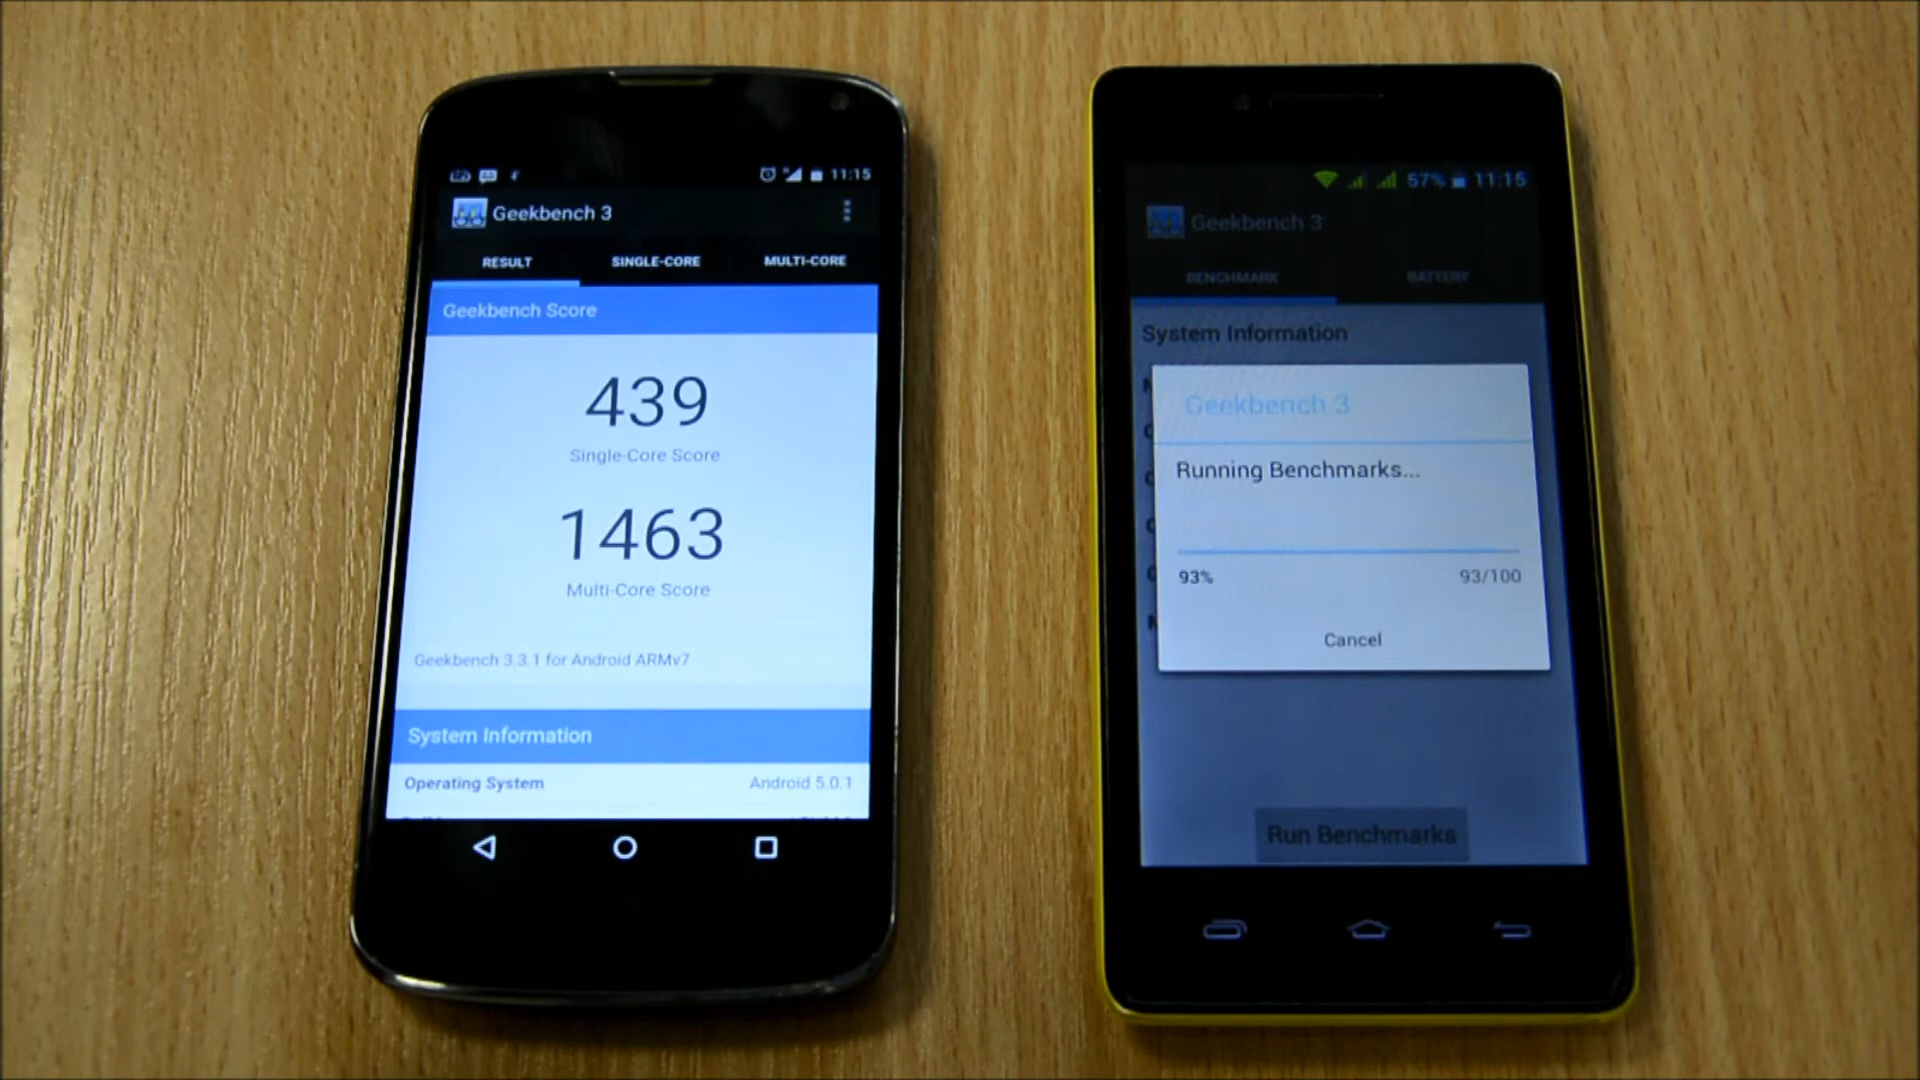 11:15
Geekbench 3
RESULT
SINGLE-CORE
MULTI-CORE
Geekbench Score
439
Single-Core Score
1463
Multi-Core Score
Geekbench 3.3.1 for Android ARMv7
System Information
Operating System
Android 5.0.1
57%
11:15
Geekbench 3
BENCHMARK
BATTERY
System Information
Geekbench 3
Running Benchmarks...
93%
93/100
Cancel
Run Benchmarks